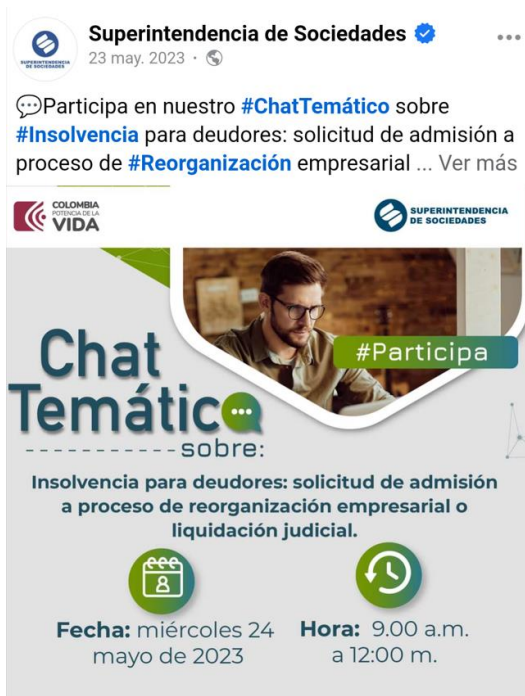 Superintendencia de Sociedades
23 may. 2023 ·
SUPERINTENDENCIA
DE SOCIEDADES
💬Participa en nuestro #ChatTemático sobre
#Insolvencia para deudores: solicitud de admisión a
proceso de #Reorganización empresarial ... Ver más
COLOMBIA
POTENCIA DE LA
VIDA
SUPERINTENDENCIA
DE SOCIEDADES
#Participa
Chat
Temático
sobre:
Insolvencia para deudores: solicitud de admisión
a proceso de reorganización empresarial o
liquidación judicial.
Fecha: miércoles 24
mayo de 2023
Hora: 9.00 a.m.
a 12:00 m.